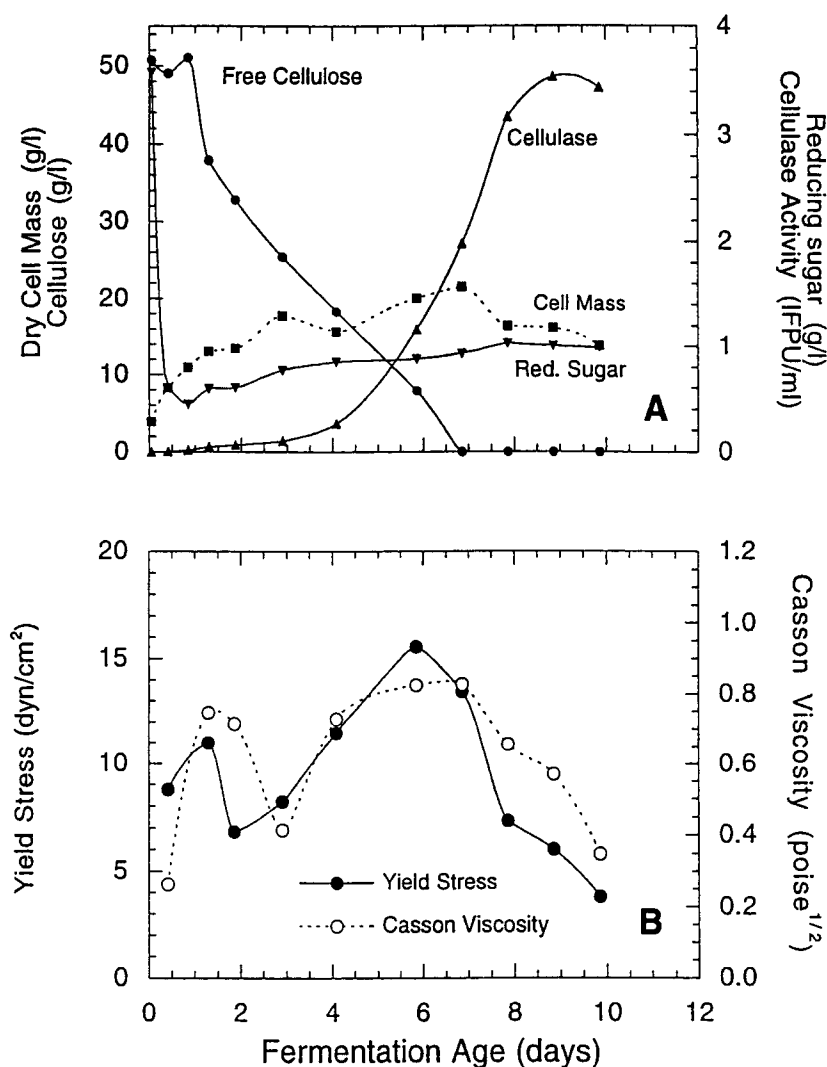 Dry Cell Mass (g/l)
Cellulose (g/l)
50
40
30
20
10
0
Free Cellulose
Cellulase
Cell Mass
Red. Sugar
A
4
3
2
1
0
Reducing sugar (g/l)
Cellulase Activity (IFPU/ml)
Yield Stress (dyn/cm²)
20
15
10
5
0
Yield Stress
Casson Viscosity
B
1.2
1.0
0.8
0.6
0.4
0.2
0.0
Casson Viscosity (poise^1/2)
0 2 4 6 8 10 12
Fermentation Age (days)